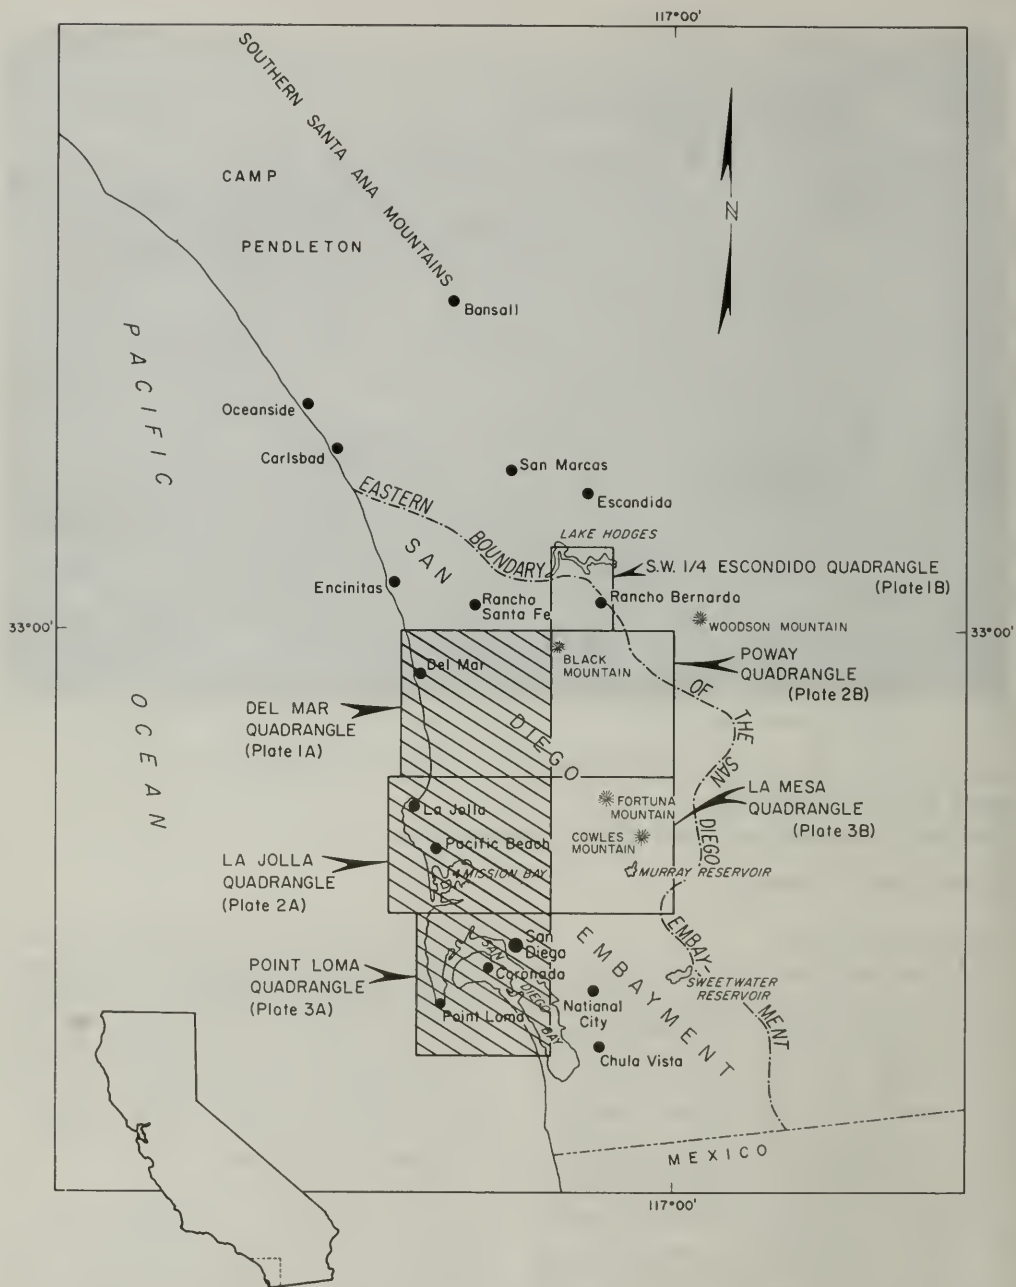 117°00'
SOUTHERN SANTA ANA MOUNTAINS
CAMP
PENDLETON
N
Bansall
PACIFIC
OCEAN
Oceanside
Carlsbad
San Marcas
Escandida
EASTERN BOUNDARY OF THE SAN DIEGO EMBAY-MENT
LAKE HODGES
SAN DIEGO EMBAYMENT
S.W. 1/4 ESCONDIDO QUADRANGLE
(Plate 1B)
Encinitas
Rancho
Santa Fe
Rancho Bernarda
33°00'
33°00'
WOODSON MOUNTAIN
BLACK
MOUNTAIN
POWAY
QUADRANGLE
(Plate 2B)
Del Mar
DEL MAR
QUADRANGLE
(Plate 1A)
LA MESA
QUADRANGLE
(Plate 3B)
FORTUNA
MOUNTAIN
COWLES
MOUNTAIN
La Jolla
Pacific Beach
MISSION BAY
MURRAY RESERVOIR
LA JOLLA
QUADRANGLE
(Plate 2A)
San
Diego
SAN DIEGO BAY
Coronada
POINT LOMA
QUADRANGLE
(Plate 3A)
Point Loma
National
City
SWEETWATER
RESERVOIR
Chula Vista
MEXICO
117°00'